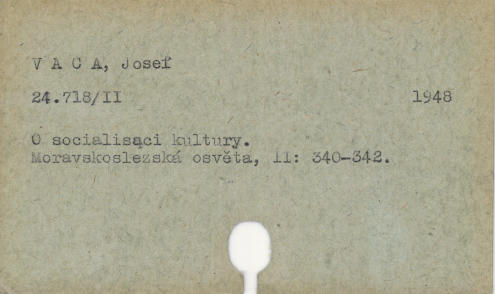 V A C A, Josef
24.718/II 1948
O socialisaci kultury.
Moravskoslezská osvěta, II: 340-342.